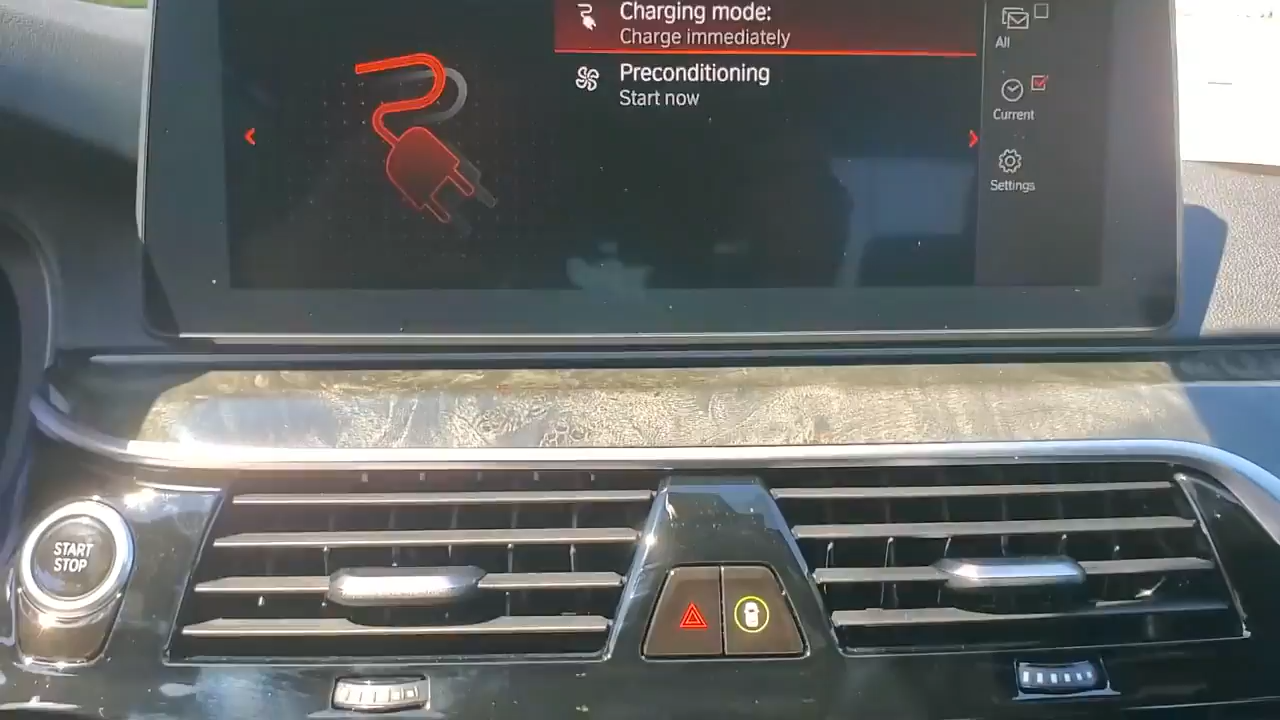 Charging mode:
Charge immediately
Preconditioning
Start now
All
Current
Settings
START
STOP